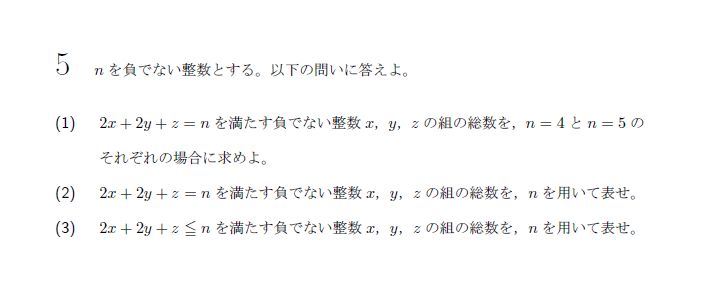 5 nを負でない整数とする。以下の問いに答えよ。
(1) 2x + 2y + z = n を満たす負でない整数 x, y, z の組の総数を, n = 4 と n = 5 の
それぞれの場合に求めよ。
(2) 2x + 2y + z = n を満たす負でない整数 x, y, z の組の総数を, n を用いて表せ。
(3) 2x + 2y + z ≦ n を満たす負でない整数 x, y, z の組の総数を, n を用いて表せ。